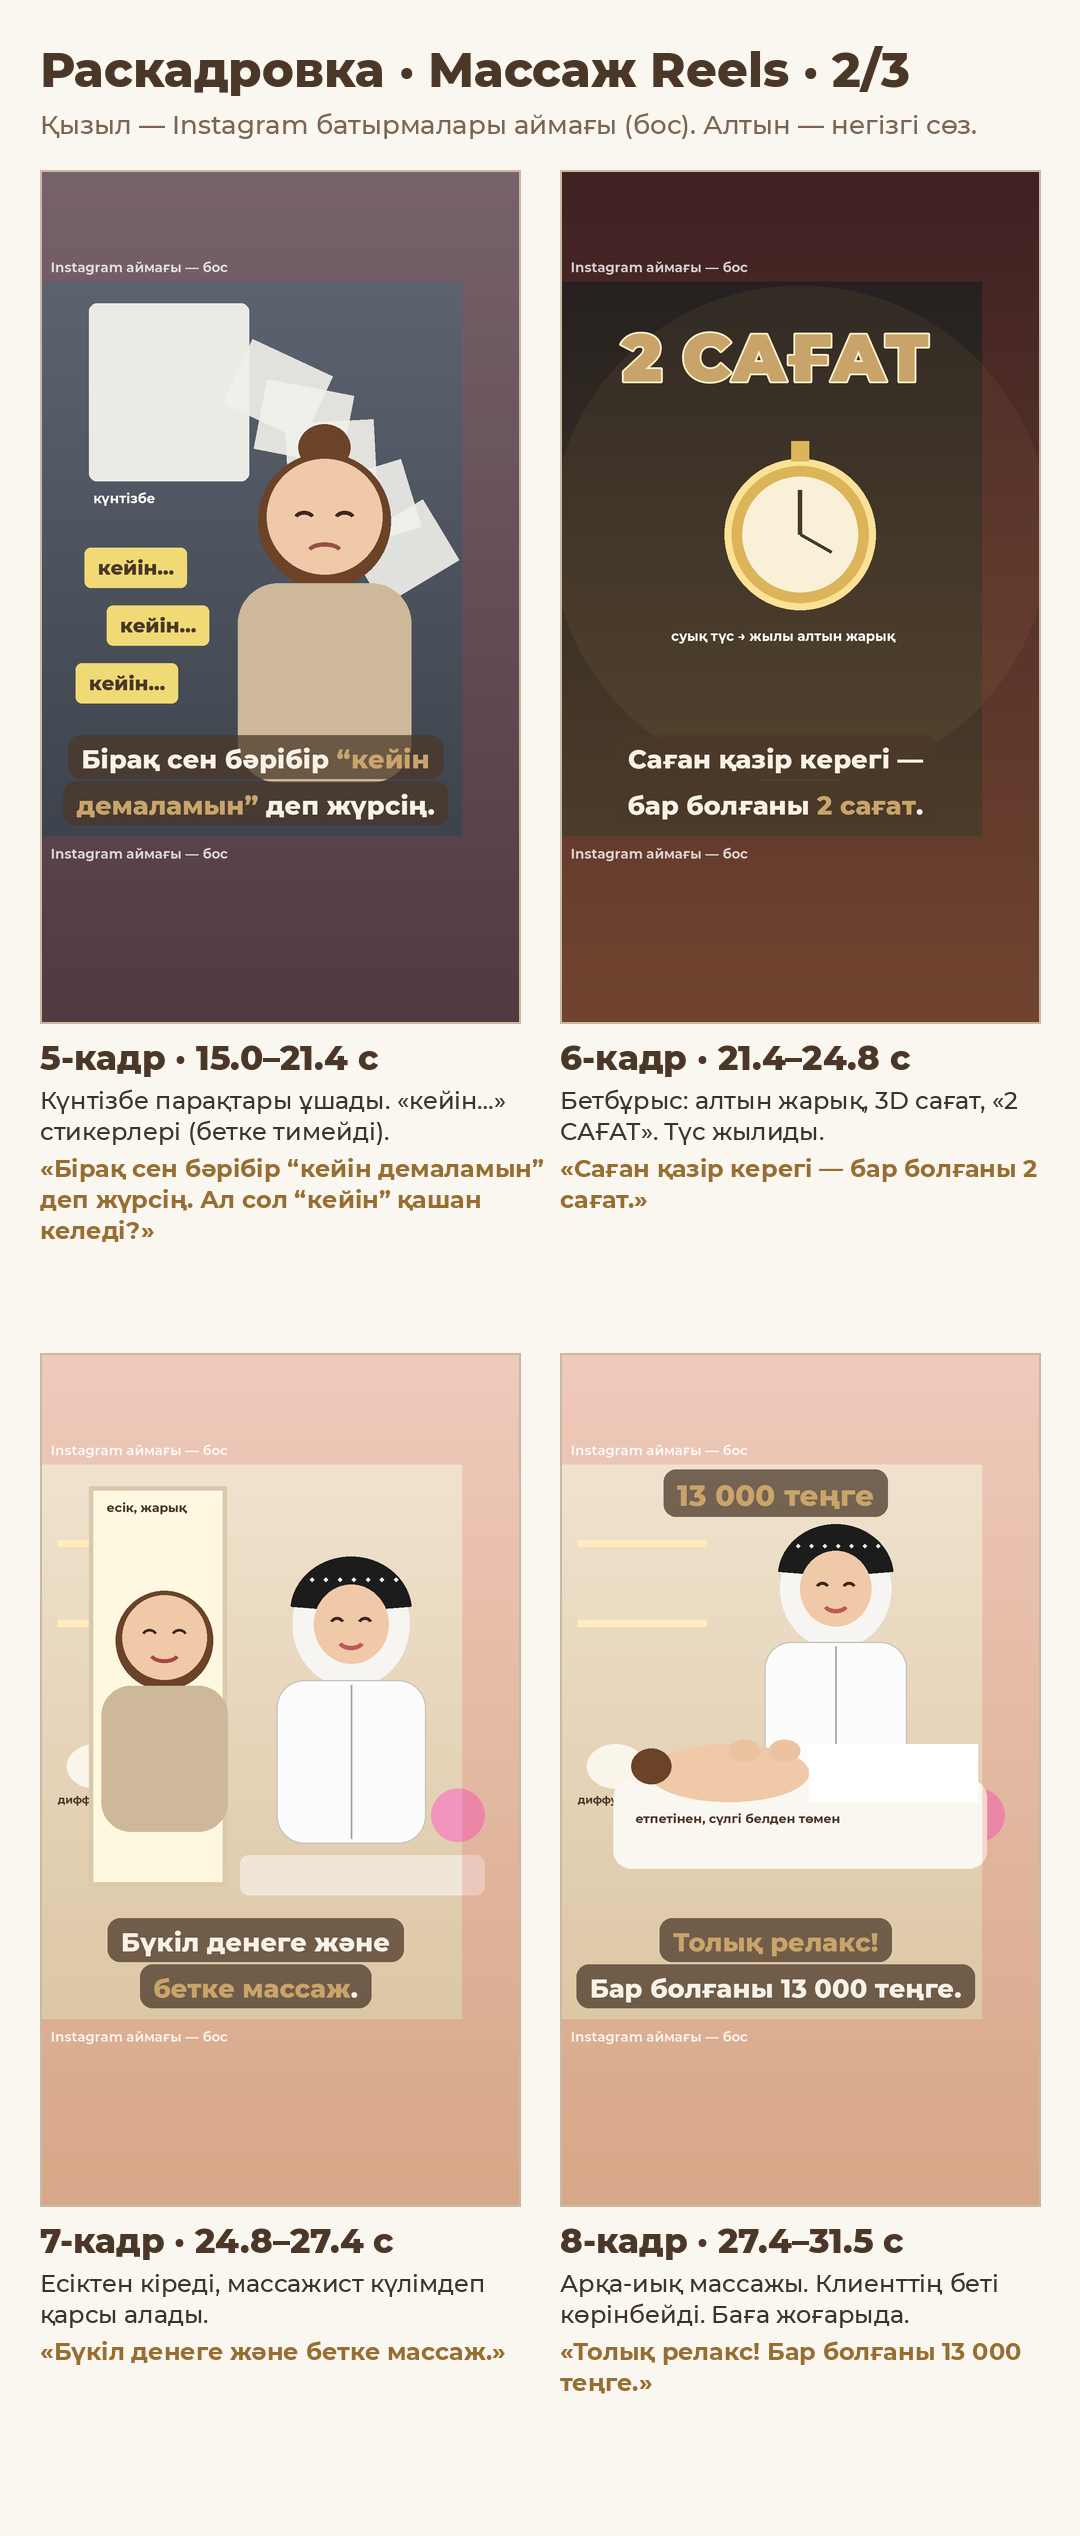 Раскадровка • Массаж Reels • 2/3
Қызыл — Instagram батырмалары аймағы (бос). Алтын — негізгі сөз.
Instagram аймағы — бос
күнтізбе
кейін...
кейін...
кейін...
Бірақ сен бәрібір “кейін
демаламын” деп жүрсің.
Instagram аймағы — бос
5-кадр • 15.0–21.4 с
Күнтізбе парақтары ұшады. «кейін...»
стикерлері (бетке тимейді).
«Бірақ сен бәрібір “кейін демаламын”
деп жүрсің. Ал сол “кейін” қашан
келеді?»
Instagram аймағы — бос
2 САҒАТ
суық түс → жылы алтын жарық
Саған қазір керегі —
бар болғаны 2 сағат.
Instagram аймағы — бос
6-кадр • 21.4–24.8 с
Бетбұрыс: алтын жарық, 3D сағат, «2
САҒАТ». Түс жылиды.
«Саған қазір керегі — бар болғаны 2
сағат.»
Instagram аймағы — бос
есік, жарық
Бүкіл денеге және
бетке массаж.
Instagram аймағы — бос
7-кадр • 24.8–27.4 с
Есіктен кіреді, массажист күлімдеп
қарсы алады.
«Бүкіл денеге және бетке массаж.»
Instagram аймағы — бос
13 000 теңге
етпетінен, сүлгі белден төмен
Толық релакс!
Бар болғаны 13 000 теңге.
Instagram аймағы — бос
8-кадр • 27.4–31.5 с
Арқа-иық массажы. Клиенттің беті
көрінбейді. Баға жоғарыда.
«Толық релакс! Бар болғаны 13 000
теңге.»